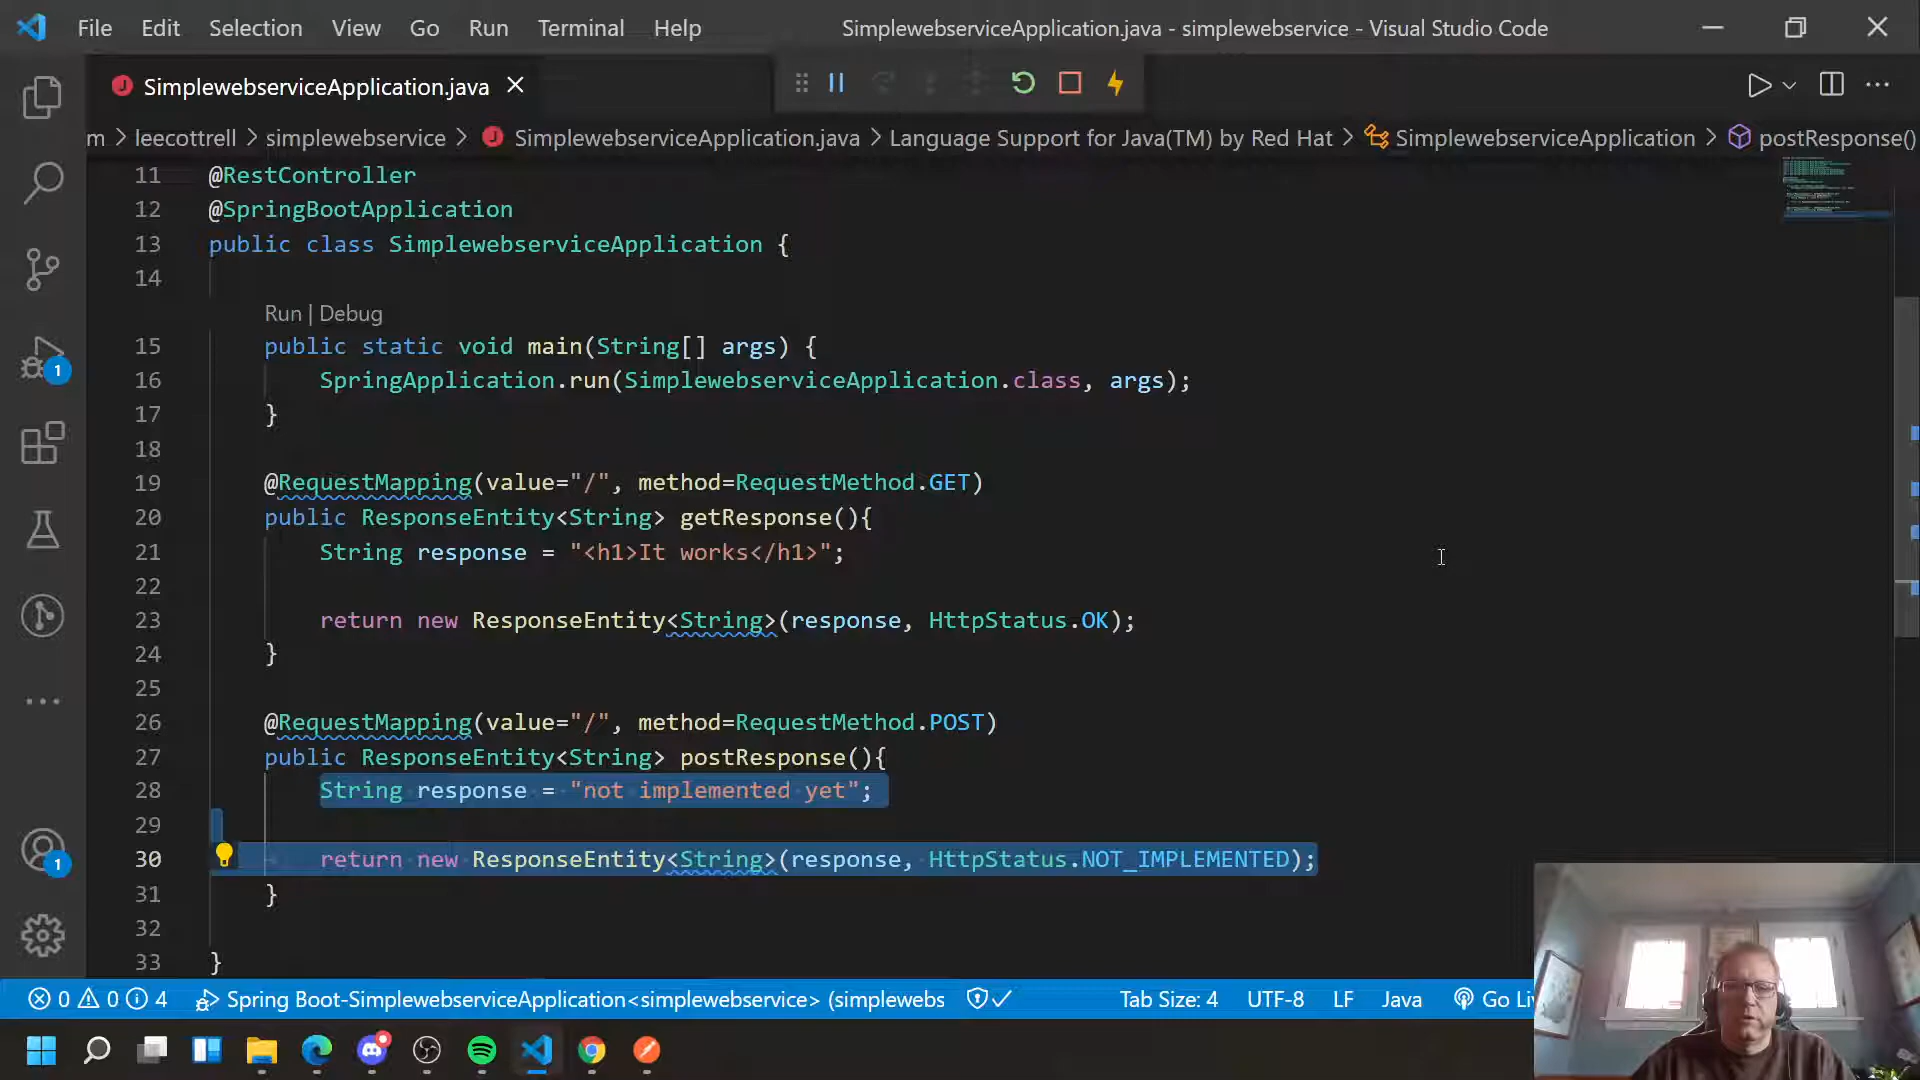 File Edit Selection View Go Run Terminal Help SimplewebserviceApplication.java - simplewebservice - Visual Studio Code
SimplewebserviceApplication.java
m > leecottrell > simplewebservice > SimplewebserviceApplication.java > Language Support for Java(TM) by Red Hat > SimplewebserviceApplication > postResponse()
11 @RestController
12 @SpringBootApplication
13 public class SimplewebserviceApplication {
14
Run | Debug
15 public static void main(String[] args) {
16 SpringApplication.run(SimplewebserviceApplication.class, args);
17 }
18
19 @RequestMapping(value="/", method=RequestMethod.GET)
20 public ResponseEntity<String> getResponse(){
21 String response = "<h1>It works</h1>";
22
23 return new ResponseEntity<String>(response, HttpStatus.OK);
24 }
25
26 @RequestMapping(value="/", method=RequestMethod.POST)
27 public ResponseEntity<String> postResponse(){
28 String response = "not implemented yet";
29
30 return new ResponseEntity<String>(response, HttpStatus.NOT_IMPLEMENTED);
31 }
32
33 }
1
1
0 0 4 Spring Boot-SimplewebserviceApplication<simplewebservice> (simplewebs Tab Size: 4 UTF-8 LF Java Go Li